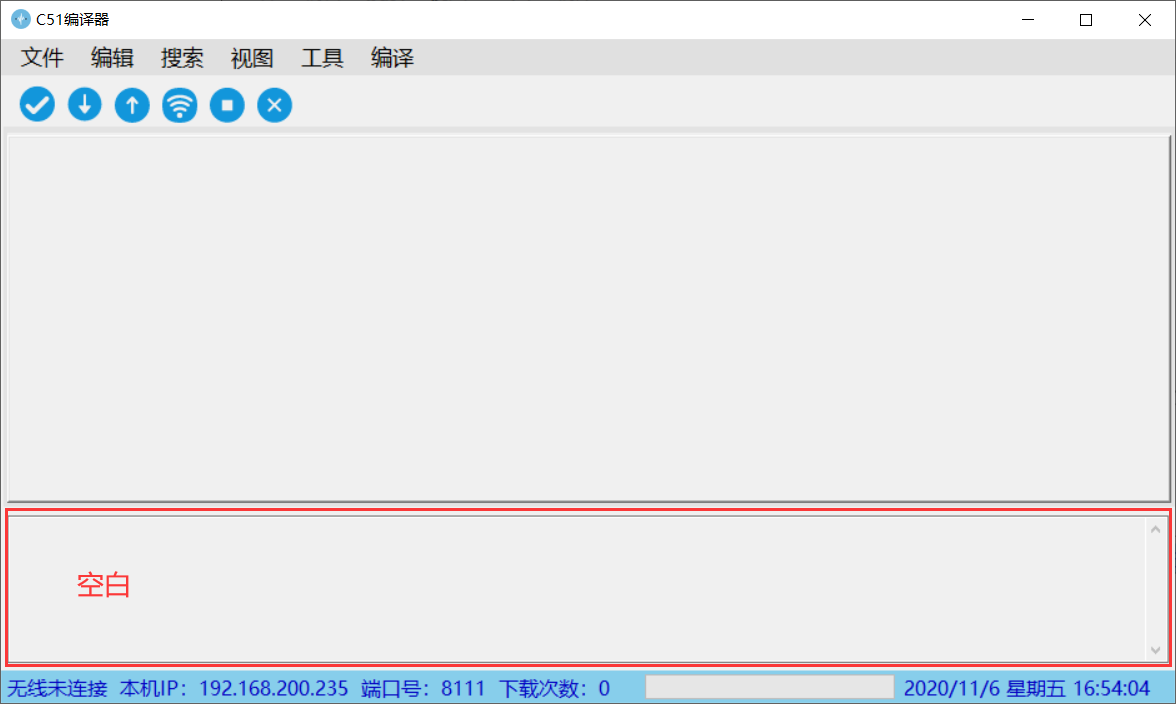 C51编译器
文件 编辑 搜索 视图 工具 编译
空白
无线未连接 本机IP：192.168.200.235 端口号：8111 下载次数：0 2020/11/6 星期五 16:54:04